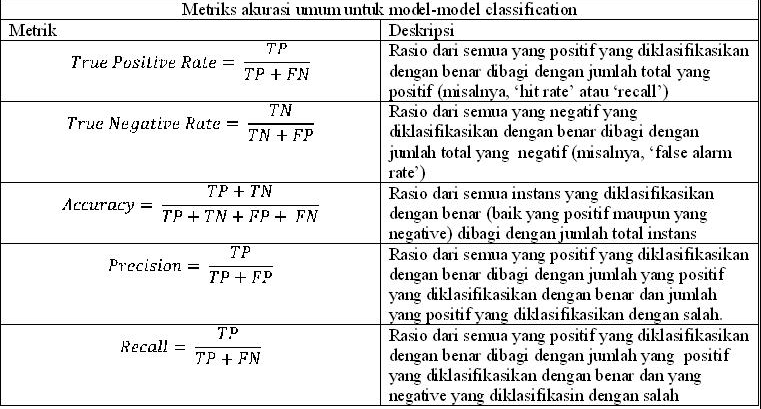 Metriks akurasi umum untuk model-model classification
Metrik
Deskripsi
True Positive Rate = TP / TP + FN
Rasio dari semua yang positif yang diklasifikasikan
dengan benar dibagi dengan jumlah total yang
positif (misalnya, ‘hit rate’ atau ‘recall’)
True Negative Rate = TN / TN + FP
Rasio dari semua yang negatif yang
diklasifikasikan dengan benar dibagi dengan
jumlah total yang negatif (misalnya, ‘false alarm
rate’)
Accuracy = TP + TN / TP + TN + FP + FN
Rasio dari semua instans yang diklasifikasikan
dengan benar (baik yang positif maupun yang
negative) dibagi dengan jumlah total instans
Precision = TP / TP + FP
Rasio dari semua yang positif yang diklasifikasikan
dengan benar dibagi dengan jumlah yang positif
yang diklasifikasikan dengan benar dan jumlah
yang positif yang diklasifikasikan dengan salah.
Recall = TP / TP + FN
Rasio dari semua yang positif yang diklasifikasikan
dengan benar dibagi dengan jumlah yang positif
yang diklasifikasikan dengan benar dan yang
negative yang diklasifikasin dengan salah